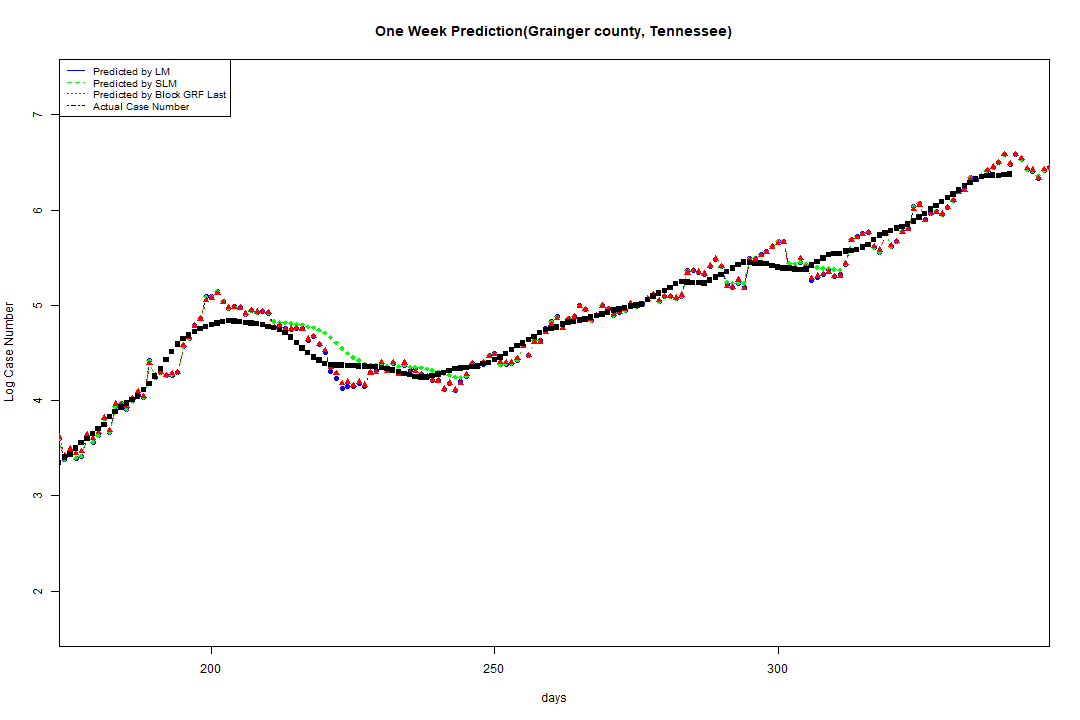 One Week Prediction(Grainger county, Tennessee)
Predicted by LM
Predicted by SLM
Predicted by Block GRF Last
Actual Case Number
7
6
5
4
3
2
Log Case Number
200 250 300
days